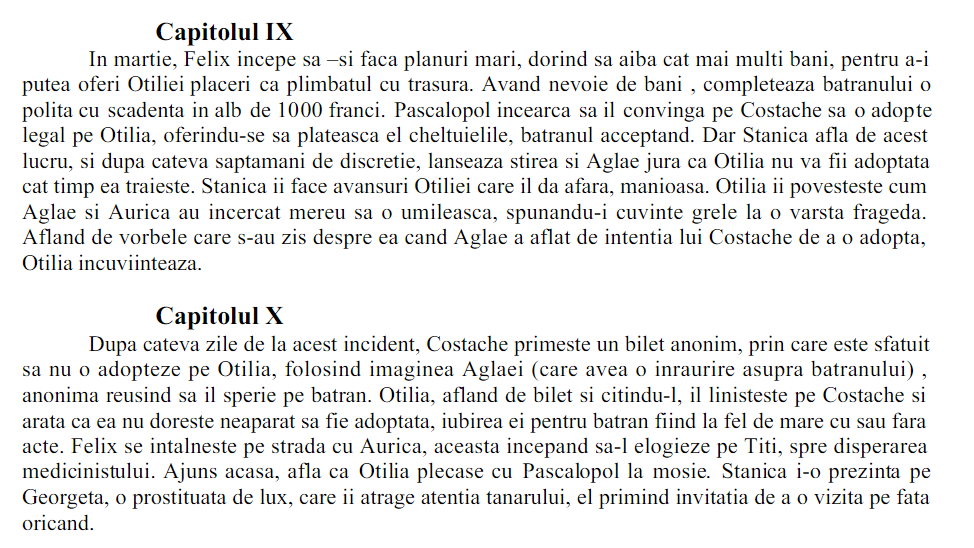 Capitolul IX
In martie, Felix incepe sa –si faca planuri mari, dorind sa aiba cat mai multi bani, pentru a-i
putea oferi Otiliei placeri ca plimbatul cu trasura. Avand nevoie de bani , completeaza batranului o
polita cu scadenta in alb de 1000 franci. Pascalopol incearca sa il convinga pe Costache sa o adopte
legal pe Otilia, oferindu-se sa plateasca el cheltuielile, batranul acceptand. Dar Stanica afla de acest
lucru, si dupa cateva saptamani de discretie, lanseaza stirea si Aglae jura ca Otilia nu va fii adoptata
cat timp ea traieste. Stanica ii face avansuri Otiliei care il da afara, manioasa. Otilia ii povesteste cum
Aglae si Aurica au incercat mereu sa o umileasca, spunandu-i cuvinte grele la o varsta frageda.
Afland de vorbele care s-au zis despre ea cand Aglae a aflat de intentia lui Costache de a o adopta,
Otilia incuviinteaza.
Capitolul X
Dupa cateva zile de la acest incident, Costache primeste un bilet anonim, prin care este sfatuit
sa nu o adopteze pe Otilia, folosind imaginea Aglaei (care avea o inraurire asupra batranului) ,
anonima reusind sa il sperie pe batran. Otilia, afland de bilet si citindu-l, il linisteste pe Costache si
arata ca ea nu doreste neaparat sa fie adoptata, iubirea ei pentru batran fiind la fel de mare cu sau fara
acte. Felix se intalneste pe strada cu Aurica, aceasta incepand sa-l elogieze pe Titi, spre disperarea
medicinistului. Ajuns acasa, afla ca Otilia plecase cu Pascalopol la mosie. Stanica i-o prezinta pe
Georgeta, o prostituata de lux, care ii atrage atentia tanarului, el primind invitatia de a o vizita pe fata
oricand.